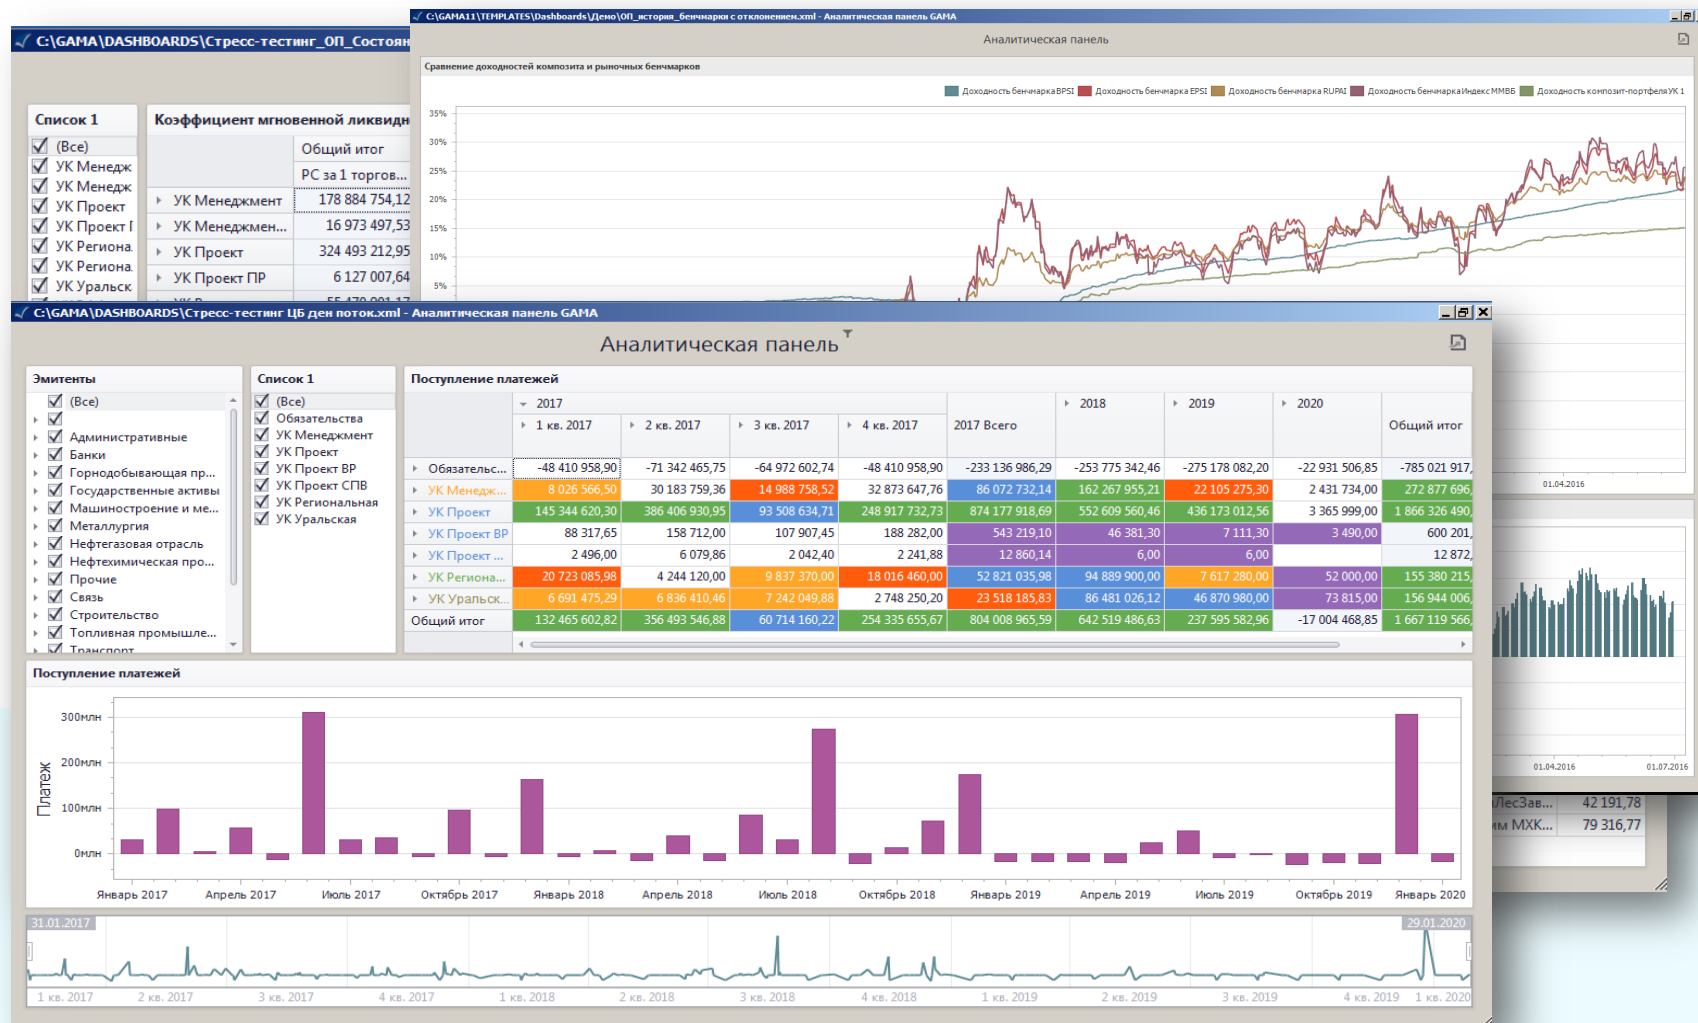 C:\GAMA11\TEMPLATES\Dashboards\Демо\ОП_история_бенчмарки с отклонением.xml - Аналитическая панель GAMA
Аналитическая панель
Сравнение доходностей композита и рыночных бенчмарков
Доходность бенчмарка BPSI Доходность бенчмарка EPSI Доходность бенчмарка RUPAI Доходность бенчмарка Индекс ММВБ Доходность композит-портфеля УК 1
35%
30%
25%
20%
15%
10%
5%
01.04.2016
01.04.2016 01.07.2016
C:\GAMA\DASHBOARDS\Стресс-тестинг_ОП_Состоян
Список 1
(Все)
УК Менедж
УК Менедж
УК Проект
УК Проект
УК Региона
УК Региона
УК Уральск
Коэффициент мгновенной ликвидн
Общий итог
РС за 1 торгов...
УК Менеджмент 178 884 754,12
УК Менеджмен... 16 973 497,53
УК Проект 324 493 212,95
УК Проект ПР 6 127 007,64
C:\GAMA\DASHBOARDS\Стресс-тестинг ЦБ ден поток.xml - Аналитическая панель GAMA
Аналитическая панель
Эмитенты
(Все)
Административные
Банки
Горнодобывающая пр...
Государственные активы
Машиностроение и ме...
Металлургия
Нефтегазовая отрасль
Нефтехимическая про...
Прочие
Связь
Строительство
Топливная промышле...
Транспорт
Список 1
(Все)
Обязательства
УК Менеджмент
УК Проект
УК Проект ВР
УК Проект СПВ
УК Региональная
УК Уральская
Поступление платежей
2017 2018 2019 2020
1 кв. 2017 2 кв. 2017 3 кв. 2017 4 кв. 2017 2017 Всего Общий итог
Обязательс... -48 410 958,90 -71 342 465,75 -64 972 602,74 -48 410 958,90 -233 136 986,29 -253 775 342,46 -275 178 082,20 -22 931 506,85 -785 021 917,
УК Менедж... 8 026 566,50 30 183 759,36 14 988 758,52 32 873 647,76 86 072 732,14 162 267 955,21 22 105 275,30 2 431 734,00 272 877 696,
УК Проект 145 344 620,30 386 406 930,95 93 508 634,71 248 917 732,73 874 177 918,69 552 609 560,46 436 173 012,56 3 365 999,00 1 866 326 490,
УК Проект ВР 88 317,65 158 712,00 107 907,45 188 282,00 543 219,10 46 381,30 7 111,30 3 490,00 600 201,
УК Проект ... 2 496,00 6 079,86 2 042,40 2 241,88 12 860,14 6,00 6,00 12 872,
УК Региона... 20 723 085,98 4 244 120,00 9 837 370,00 18 016 460,00 52 821 035,98 94 889 900,00 7 617 280,00 52 000,00 155 380 215,
УК Уральск... 6 691 475,29 6 836 410,46 7 242 049,88 2 748 250,20 23 518 185,83 86 481 026,12 46 870 980,00 73 815,00 156 944 006,
Общий итог 132 465 602,82 356 493 546,88 60 714 160,22 254 335 655,67 804 008 965,59 642 519 486,63 237 595 582,96 -17 004 468,85 1 667 119 566,
Поступление платежей
Платеж
300млн
200млн
100млн
0млн
Январь 2017 Апрель 2017 Июль 2017 Октябрь 2017 Январь 2018 Апрель 2018 Июль 2018 Октябрь 2018 Январь 2019 Апрель 2019 Июль 2019 Октябрь 2019 Январь 2020
31.01.2017 29.01.2020
1 кв. 2017 2 кв. 2017 3 кв. 2017 4 кв. 2017 1 кв. 2018 2 кв. 2018 3 кв. 2018 4 кв. 2018 1 кв. 2019 2 кв. 2019 3 кв. 2019 4 кв. 2019 1 кв. 2020
ЛесЗав... 42 191,78
им МХК... 79 316,77